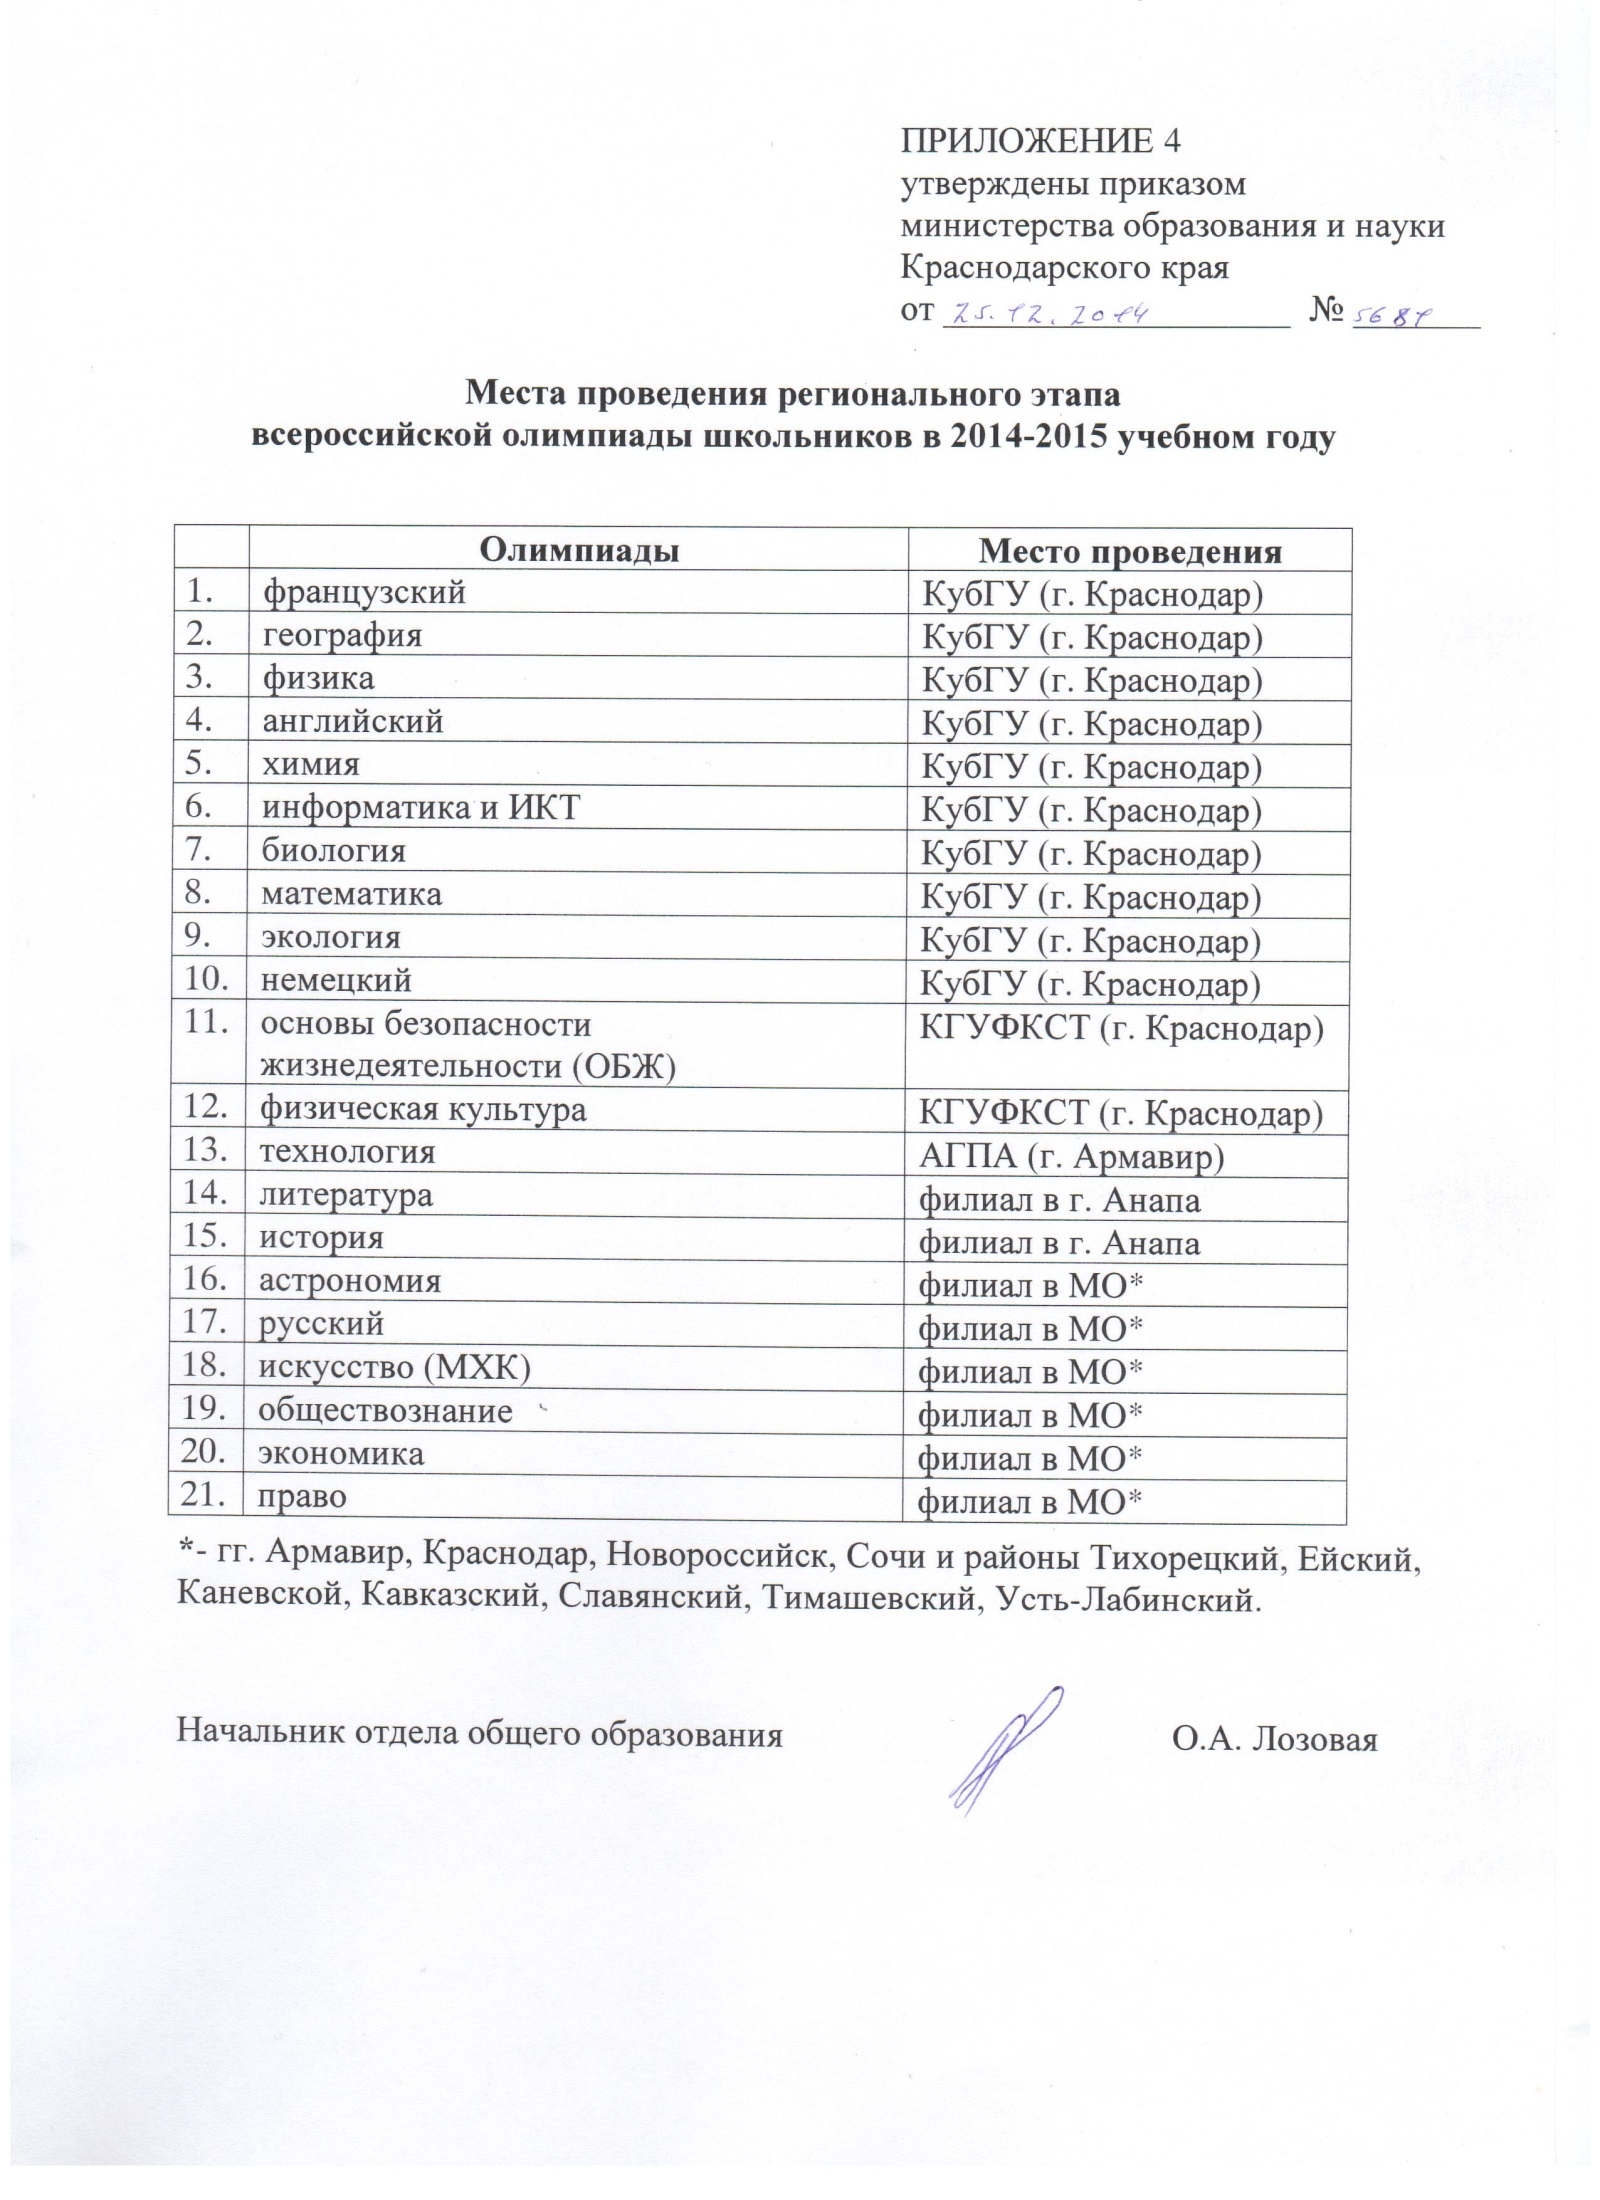 ПРИЛОЖЕНИЕ 4
утверждены приказом
министерства образования и науки
Краснодарского края
от 25.12.2014 № 5681
Места проведения регионального этапа
всероссийской олимпиады школьников в 2014-2015 учебном году
Олимпиады Место проведения
1. французский КубГУ (г. Краснодар)
2. география КубГУ (г. Краснодар)
3. физика КубГУ (г. Краснодар)
4. английский КубГУ (г. Краснодар)
5. химия КубГУ (г. Краснодар)
6. информатика и ИКТ КубГУ (г. Краснодар)
7. биология КубГУ (г. Краснодар)
8. математика КубГУ (г. Краснодар)
9. экология КубГУ (г. Краснодар)
10. немецкий КубГУ (г. Краснодар)
11. основы безопасности КГУФКСТ (г. Краснодар)
жизнедеятельности (ОБЖ)
12. физическая культура КГУФКСТ (г. Краснодар)
13. технология АГПА (г. Армавир)
14. литература филиал в г. Анапа
15. история филиал в г. Анапа
16. астрономия филиал в МО*
17. русский филиал в МО*
18. искусство (МХК) филиал в МО*
19. обществознание филиал в МО*
20. экономика филиал в МО*
21. право филиал в МО*
*- гг. Армавир, Краснодар, Новороссийск, Сочи и районы Тихорецкий, Ейский,
Каневской, Кавказский, Славянский, Тимашевский, Усть-Лабинский.
Начальник отдела общего образования О.А. Лозовая